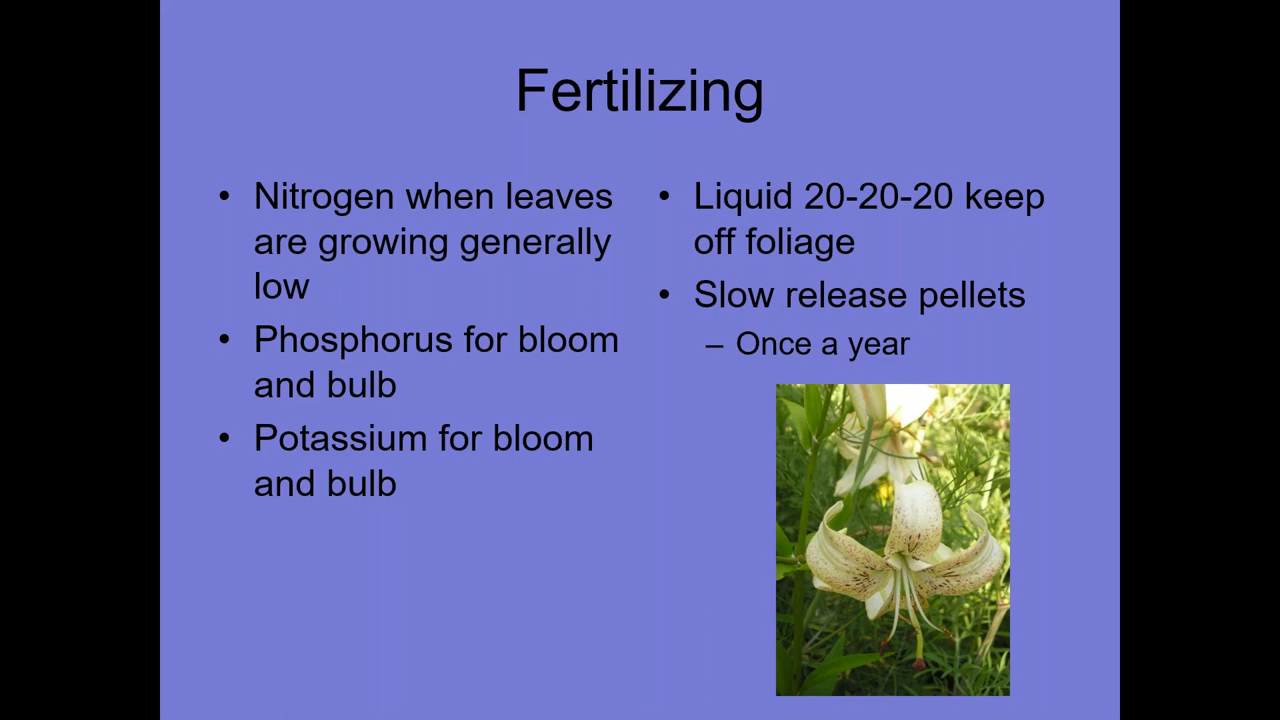 Fertilizing
• Nitrogen when leaves
are growing generally
low
• Phosphorus for bloom
and bulb
• Potassium for bloom
and bulb
• Liquid 20-20-20 keep
off foliage
• Slow release pellets
– Once a year